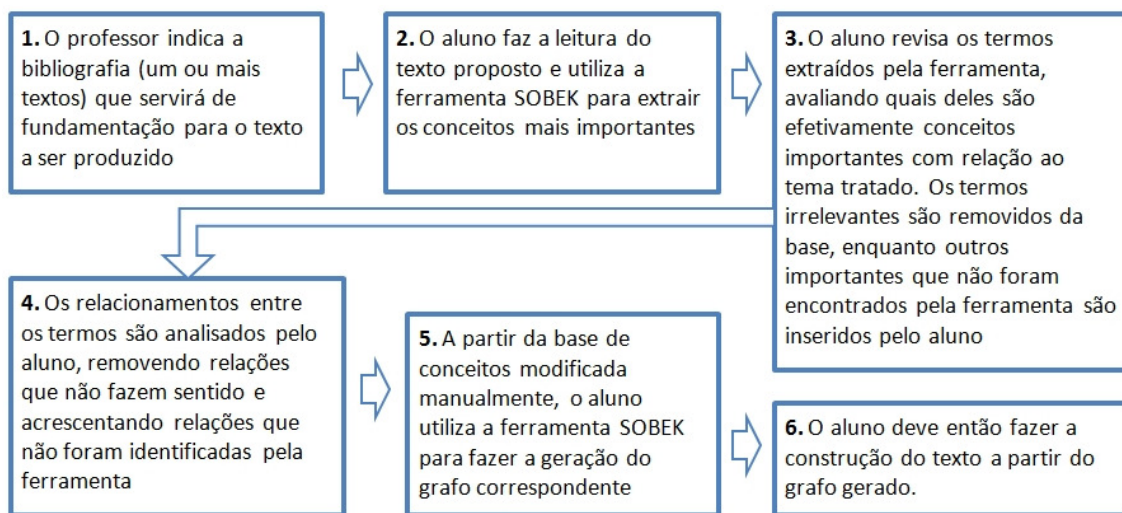 1. O professor indica a
bibliografia (um ou mais
textos) que servirá de
fundamentação para o texto
a ser produzido
2. O aluno faz a leitura do
texto proposto e utiliza a
ferramenta SOBEK para extrair
os conceitos mais importantes
3. O aluno revisa os termos
extraídos pela ferramenta,
avaliando quais deles são
efetivamente conceitos
importantes com relação ao
tema tratado. Os termos
irrelevantes são removidos da
base, enquanto outros
importantes que não foram
encontrados pela ferramenta são
inseridos pelo aluno
4. Os relacionamentos entre
os termos são analisados pelo
aluno, removendo relações
que não fazem sentido e
acrescentando relações que
não foram identificadas pela
ferramenta
5. A partir da base de
conceitos modificada
manualmente, o aluno
utiliza a ferramenta SOBEK
para fazer a geração do
grafo correspondente
6. O aluno deve então fazer a
construção do texto a partir do
grafo gerado.